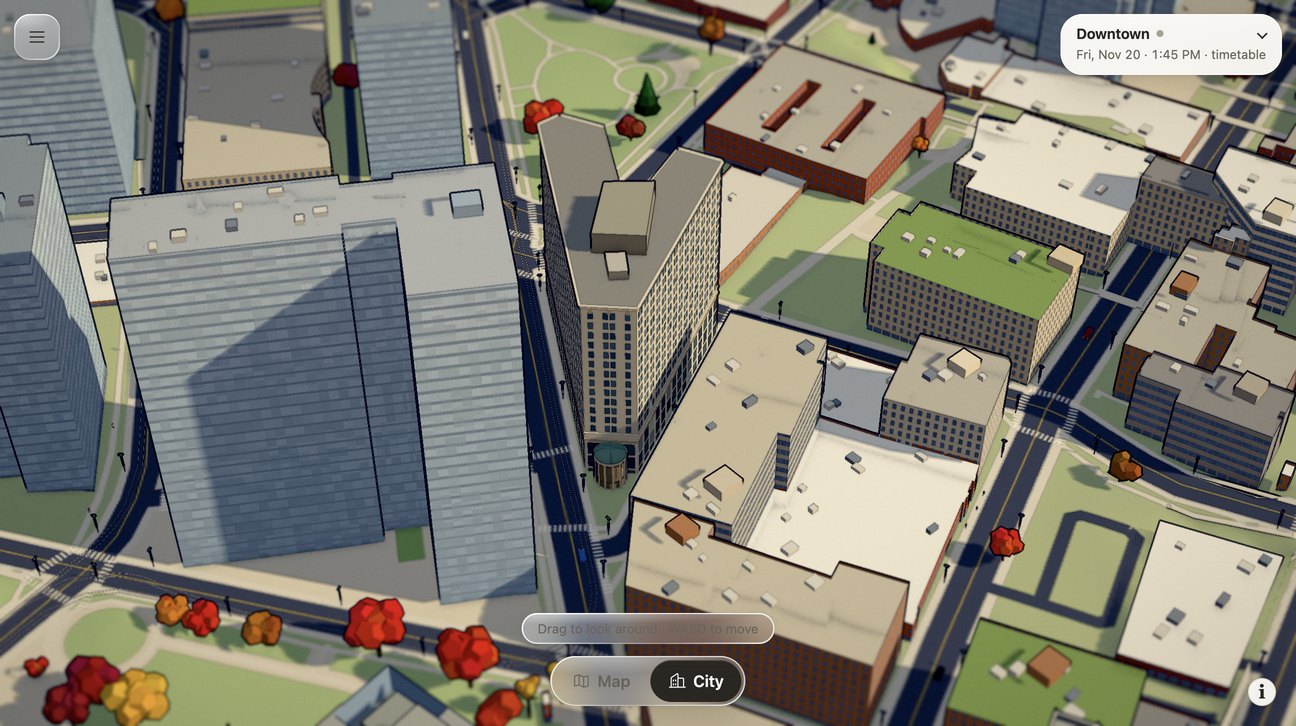 Downtown
Fri, Nov 20 · 1:45 PM · timetable
Drag to look around · WASD to move
Map
City
i